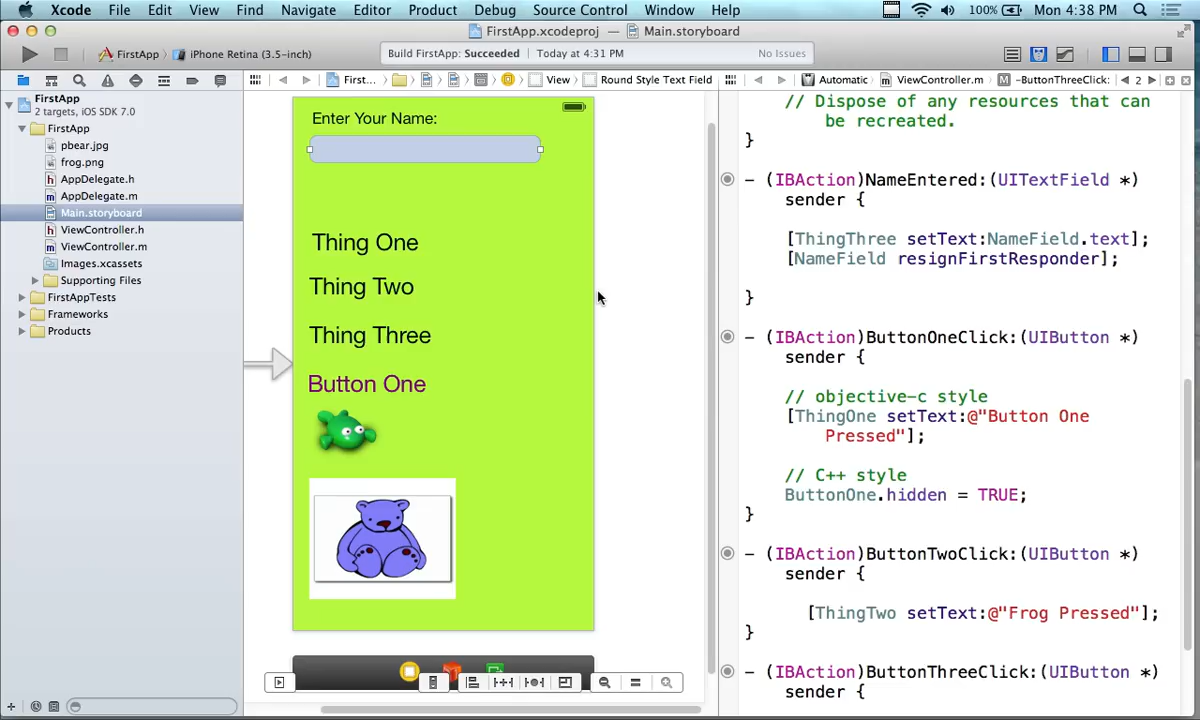 Xcode File Edit View Find Navigate Editor Product Debug Source Control Window Help 100% Mon 4:38 PM
FirstApp.xcodeproj — Main.storyboard
FirstApp iPhone Retina (3.5-inch) Build FirstApp: Succeeded Today at 4:31 PM No Issues
First... View Round Style Text Field Automatic ViewController.m -ButtonThreeClick: 2
FirstApp
2 targets, iOS SDK 7.0
FirstApp
pbear.jpg
frog.png
AppDelegate.h
AppDelegate.m
Main.storyboard
ViewController.h
ViewController.m
Images.xcassets
Supporting Files
FirstAppTests
Frameworks
Products
Enter Your Name:
Thing One
Thing Two
Thing Three
Button One
// Dispose of any resources that can
be recreated.
}
- (IBAction)NameEntered:(UITextField *)
sender {
[ThingThree setText:NameField.text];
[NameField resignFirstResponder];
}
- (IBAction)ButtonOneClick:(UIButton *)
sender {
// objective-c style
[ThingOne setText:@"Button One
Pressed"];
// C++ style
ButtonOne.hidden = TRUE;
}
- (IBAction)ButtonTwoClick:(UIButton *)
sender {
[ThingTwo setText:@"Frog Pressed"];
}
- (IBAction)ButtonThreeClick:(UIButton *)
sender {